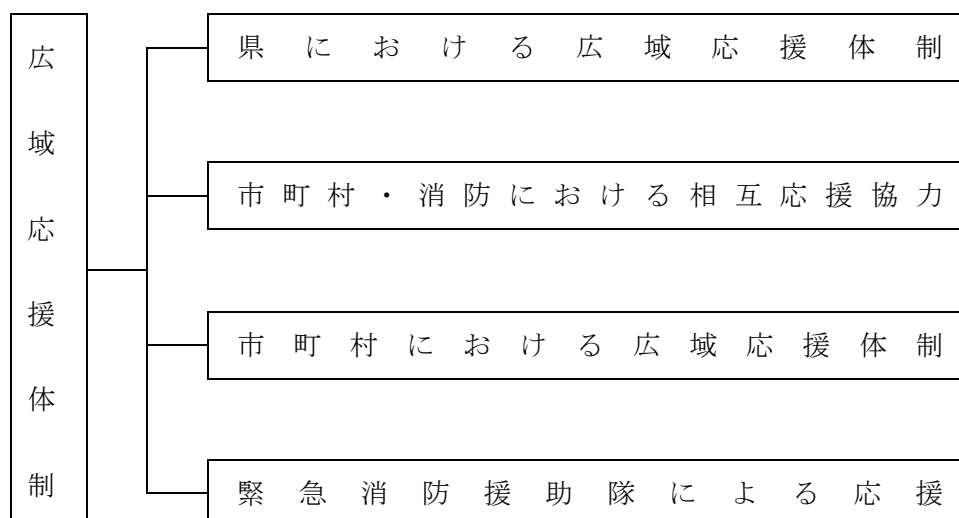 広域応援体制
県における広域応援体制
市町村・消防における相互応援協力
市町村における広域応援体制
緊急消防援助隊による応援